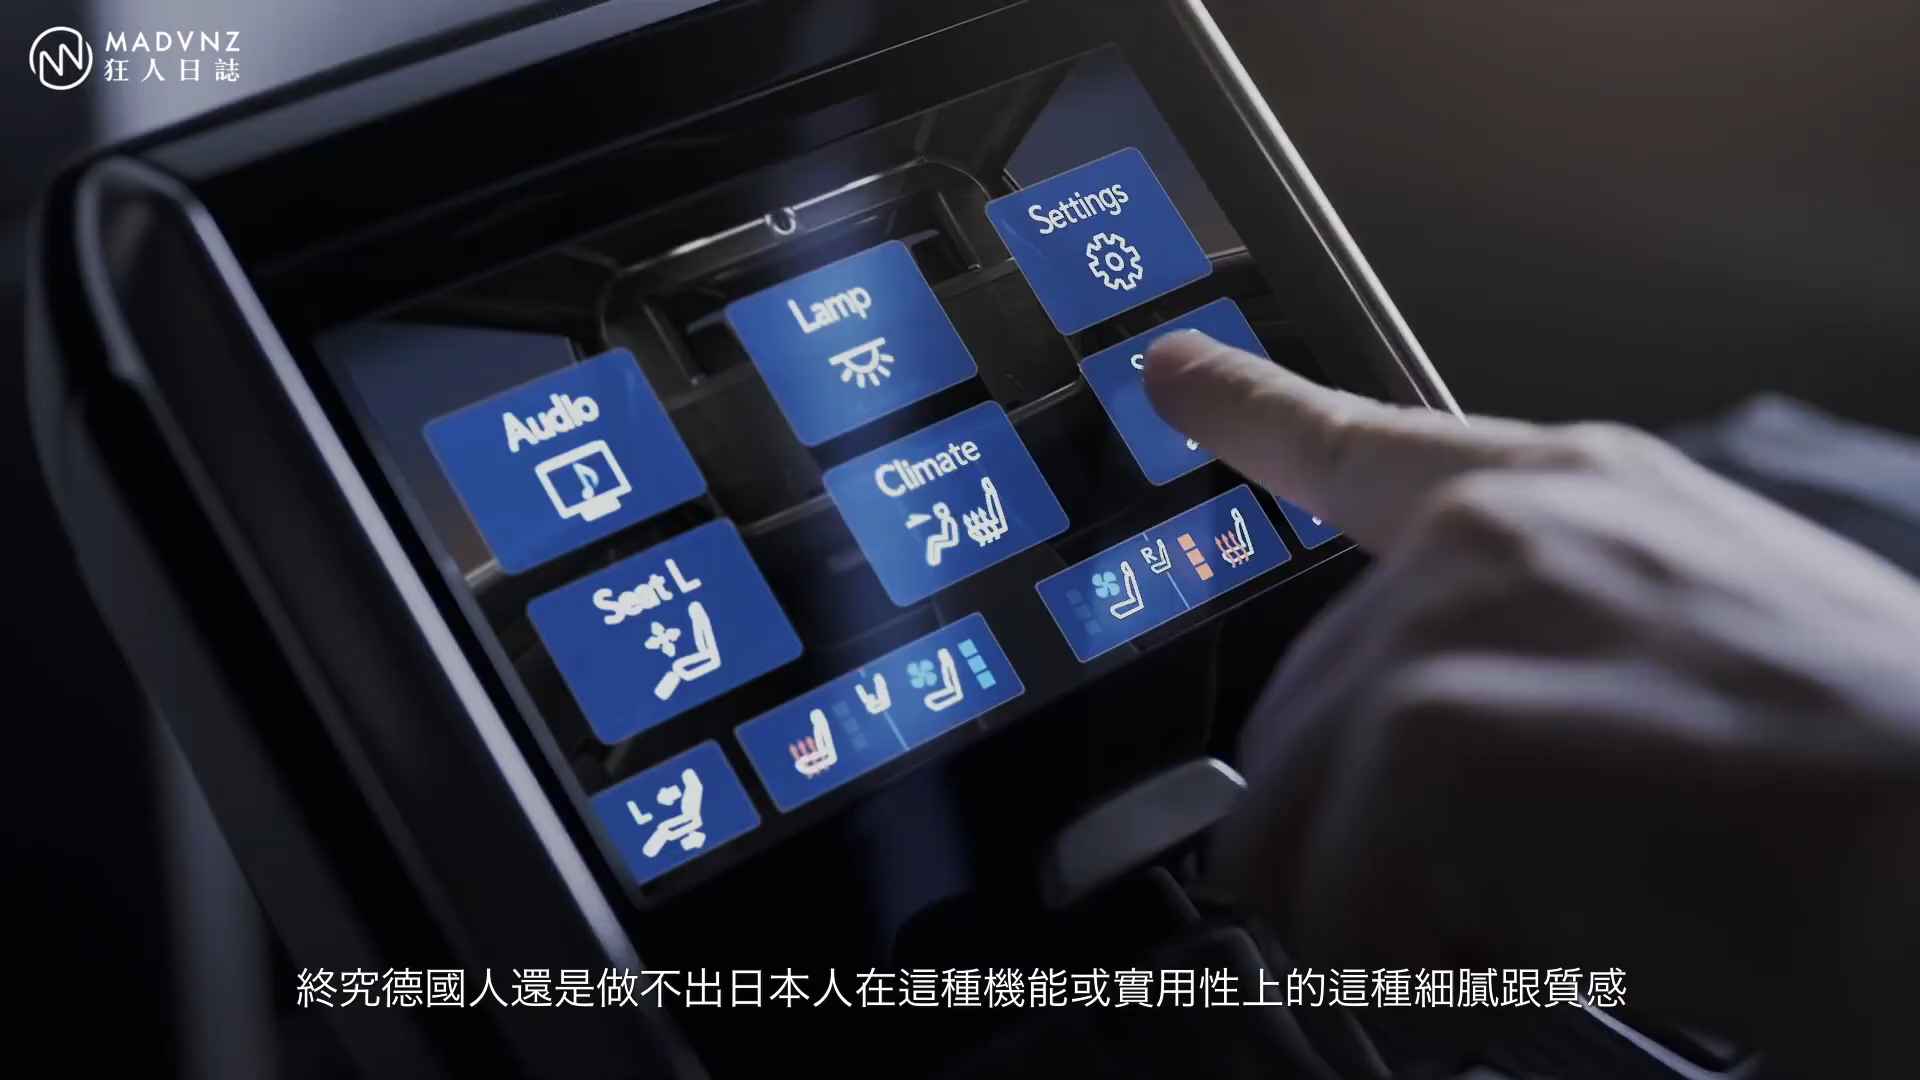 MADVNZ
狂人日誌
Settings
Lamp
Audio
Climate
Seat L
R
L
終究德國人還是做不出日本人在這種機能或實用性上的這種細膩跟質感